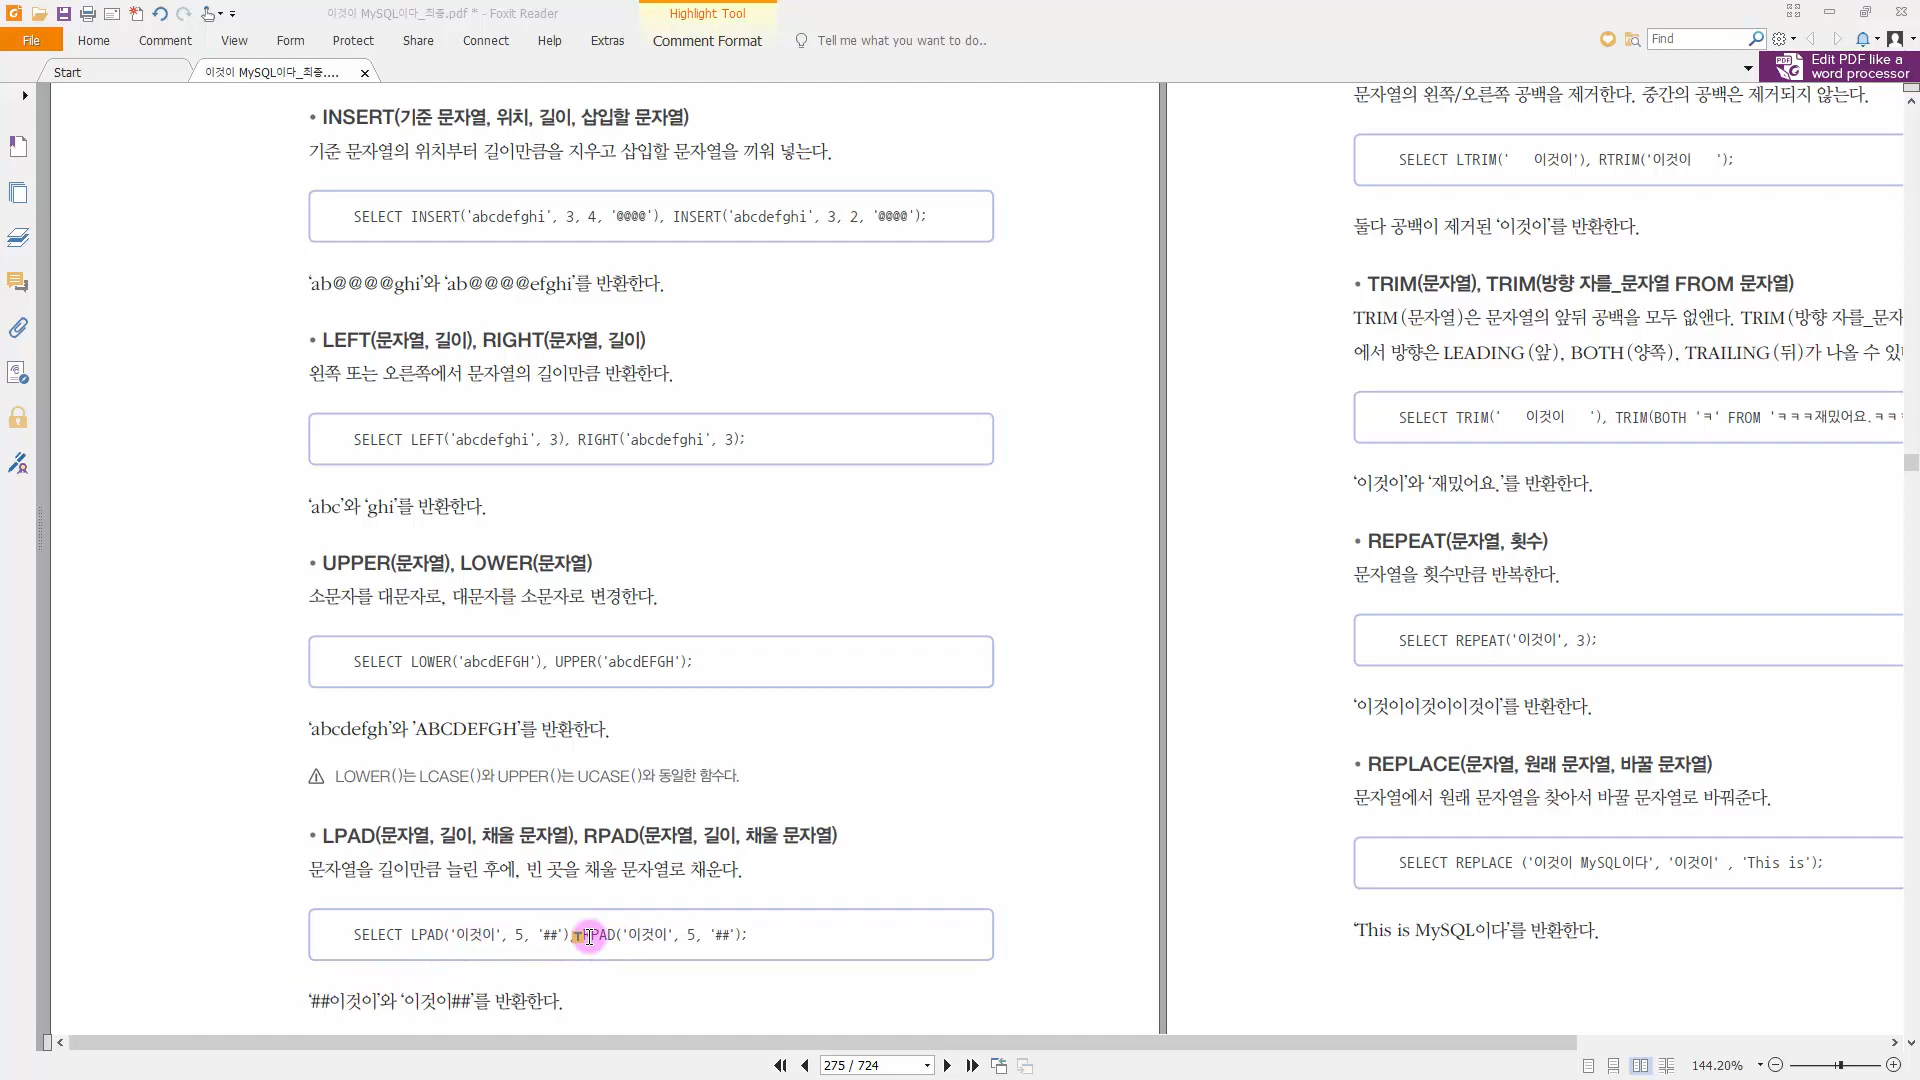 이것이 MySQL이다_최종.pdf * - Foxit Reader
Highlight Tool
File
Home
Comment
View
Form
Protect
Share
Connect
Help
Extras
Comment Format
Tell me what you want to do..
Find
Start
이것이 MySQL이다_최종....
Edit PDF like a
word processor
• INSERT(기준 문자열, 위치, 길이, 삽입할 문자열)
기준 문자열의 위치부터 길이만큼을 지우고 삽입할 문자열을 끼워 넣는다.
SELECT INSERT('abcdefghi', 3, 4, '@@@@'), INSERT('abcdefghi', 3, 2, '@@@@');
‘ab@@@@ghi’와 ‘ab@@@@efghi’를 반환한다.
• LEFT(문자열, 길이), RIGHT(문자열, 길이)
왼쪽 또는 오른쪽에서 문자열의 길이만큼 반환한다.
SELECT LEFT('abcdefghi', 3), RIGHT('abcdefghi', 3);
‘abc’와 ‘ghi’를 반환한다.
• UPPER(문자열), LOWER(문자열)
소문자를 대문자로, 대문자를 소문자로 변경한다.
SELECT LOWER('abcdEFGH'), UPPER('abcdEFGH');
‘abcdefgh’와 ’ABCDEFGH’를 반환한다.
LOWER()는 LCASE()와 UPPER()는 UCASE()와 동일한 함수다.
• LPAD(문자열, 길이, 채울 문자열), RPAD(문자열, 길이, 채울 문자열)
문자열을 길이만큼 늘린 후에, 빈 곳을 채울 문자열로 채운다.
SELECT LPAD('이것이', 5, '##'), RPAD('이것이', 5, '##');
‘##이것이’와 ‘이것이##’를 반환한다.
문자열의 왼쪽/오른쪽 공백을 제거한다. 중간의 공백은 제거되지 않는다.
SELECT LTRIM('   이것이'), RTRIM('이것이   ');
둘다 공백이 제거된 ‘이것이’를 반환한다.
• TRIM(문자열), TRIM(방향 자를_문자열 FROM 문자열)
TRIM(문자열)은 문자열의 앞뒤 공백을 모두 없앤다. TRIM(방향 자를_문자
에서 방향은 LEADING(앞), BOTH(양쪽), TRAILING(뒤)가 나올 수 있
SELECT TRIM('   이것이   '), TRIM(BOTH 'ㅋ' FROM 'ㅋㅋㅋ재밌어요.ㅋㅋ
‘이것이’와 ‘재밌어요.’를 반환한다.
• REPEAT(문자열, 횟수)
문자열을 횟수만큼 반복한다.
SELECT REPEAT('이것이', 3);
‘이것이이것이이것이’를 반환한다.
• REPLACE(문자열, 원래 문자열, 바꿀 문자열)
문자열에서 원래 문자열을 찾아서 바꿀 문자열로 바꿔준다.
SELECT REPLACE ('이것이 MySQL이다', '이것이' , 'This is');
‘This is MySQL이다’를 반환한다.
275 / 724
144.20%